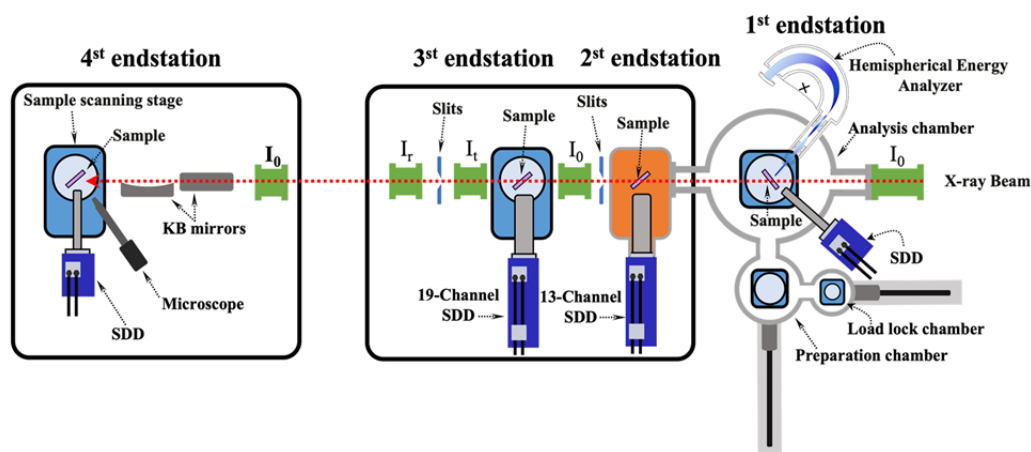 4st endstation
Sample scanning stage
Sample
I0
KB mirrors
Microscope
SDD
3st endstation
2st endstation
Slits
Slits
Sample
Sample
Ir
It
I0
19-Channel
SDD
13-Channel
SDD
1st endstation
Hemispherical Energy
Analyzer
Analysis chamber
I0
X-ray Beam
Sample
SDD
Load lock chamber
Preparation chamber